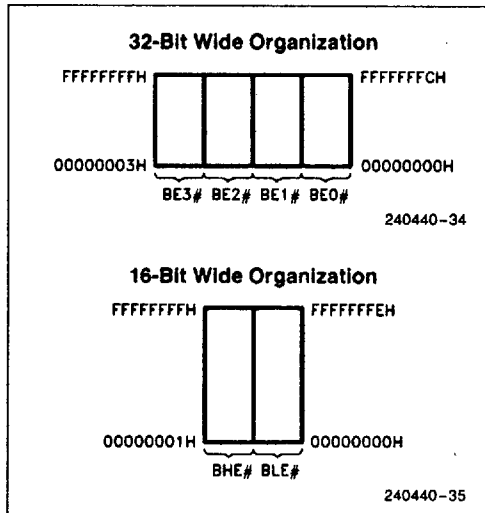 32-Bit Wide Organization
FFFFFFFFH FFFFFFFCH
00000003H 00000000H
BE3# BE2# BE1# BE0#
240440-34
16-Bit Wide Organization
FFFFFFFFH FFFFFFFEH
00000001H 00000000H
BHE# BLE#
240440-35